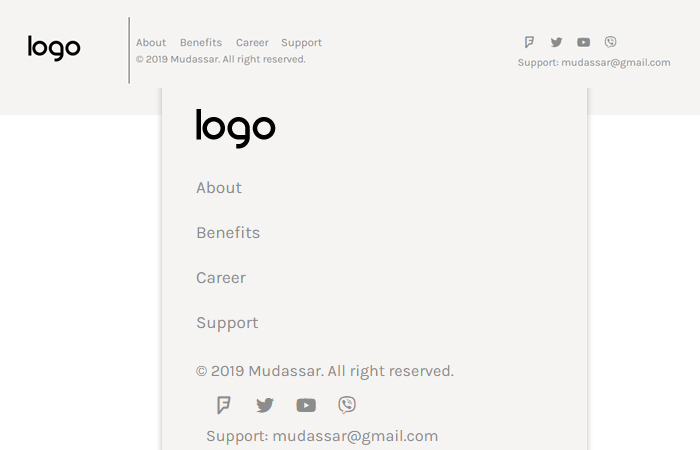 logo
About Benefits Career Support
© 2019 Mudassar. All right reserved.
Support: mudassar@gmail.com
logo
About
Benefits
Career
Support
© 2019 Mudassar. All right reserved.
Support: mudassar@gmail.com